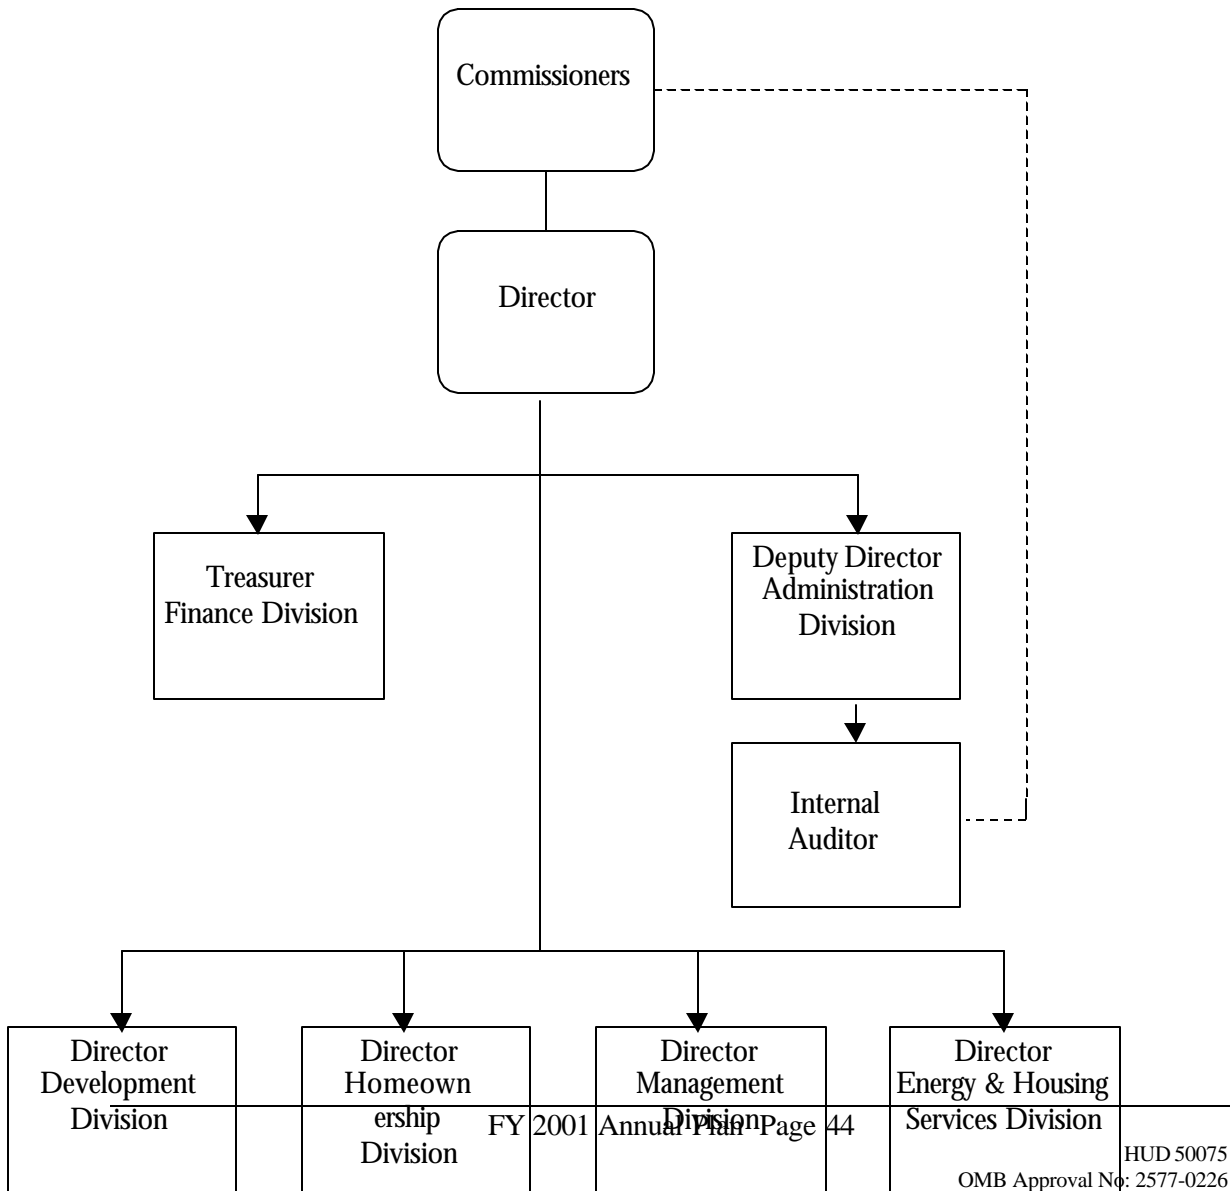 Commissioners
Director
Treasurer
Finance Division
Deputy Director
Administration
Division
Internal
Auditor
Director
Development
Division
Director
Homeown
ership
Division
Director
Management
Division
Director
Energy & Housing
Services Division
FY 2001 Annual Plan Page 44
HUD 50075
OMB Approval No: 2577-0226